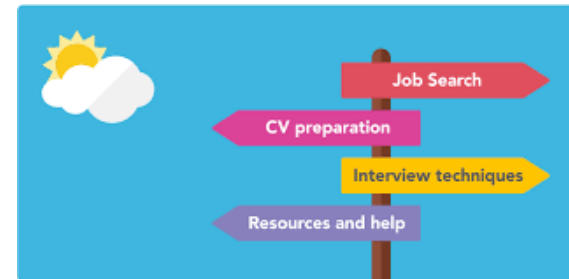 Job Search
CV preparation
Interview techniques
Resources and help